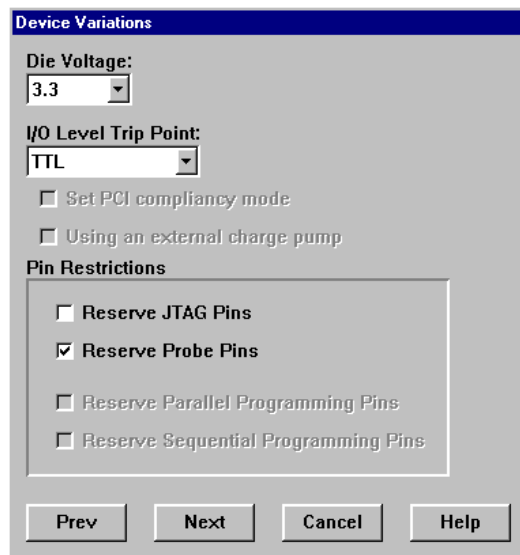 Device Variations
Die Voltage:
3.3
I/O Level Trip Point:
TTL
Set PCI compliancy mode
Using an external charge pump
Pin Restrictions
Reserve JTAG Pins
Reserve Probe Pins
Reserve Parallel Programming Pins
Reserve Sequential Programming Pins
Prev Next Cancel Help